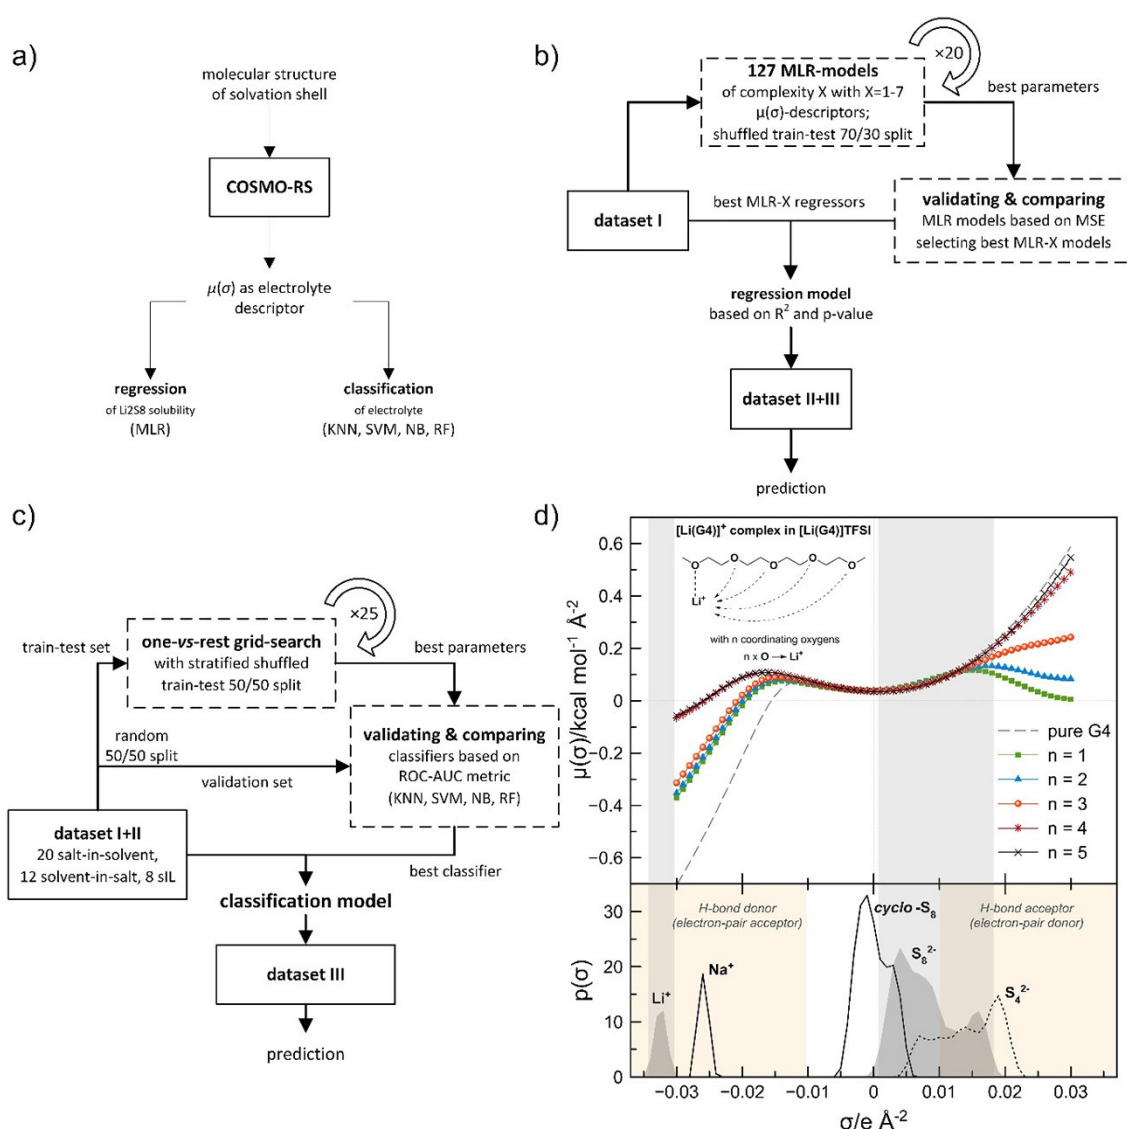 a)
molecular structure
of solvation shell
COSMO-RS
μ(σ) as electrolyte
descriptor
regression
of Li2S8 solubility
(MLR)
classification
of electrolyte
(KNN, SVM, NB, RF)
b)
×20
127 MLR-models
of complexity X with X=1-7
μ(σ)-descriptors;
shuffled train-test 70/30 split
best parameters
dataset I
best MLR-X regressors
validating & comparing
MLR models based on MSE
selecting best MLR-X models
regression model
based on R² and p-value
dataset II+III
prediction
c)
×25
train-test set
one-vs-rest grid-search
with stratified shuffled
train-test 50/50 split
best parameters
random
50/50 split
validation set
validating & comparing
classifiers based on
ROC-AUC metric
(KNN, SVM, NB, RF)
dataset I+II
20 salt-in-solvent,
12 solvent-in-salt, 8 sIL
best classifier
classification model
dataset III
prediction
d)
[Li(G4)]⁺ complex in [Li(G4)]TFSI
O O O O O
Li⁺
with n coordinating oxygens
n x O → Li⁺
μ(σ)/kcal mol⁻¹ Å⁻²
0.6
0.4
0.2
0
−0.2
−0.4
−0.6
pure G4
n = 1
n = 2
n = 3
n = 4
n = 5
p(σ)
30
20
10
0
H-bond donor
(electron-pair acceptor)
cyclo-S₈
H-bond acceptor
(electron-pair donor)
Li⁺
Na⁺
S₈²⁻
S₄²⁻
−0.03 −0.02 −0.01 0 0.01 0.02 0.03
σ/e Å⁻²